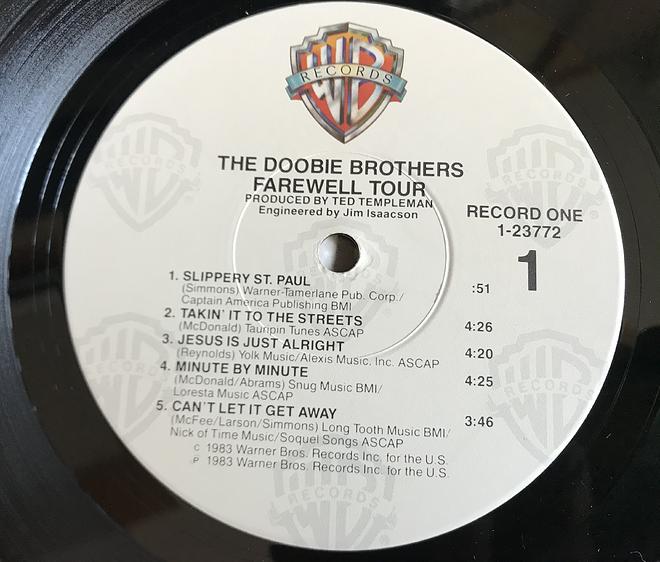 WB
RECORDS
THE DOOBIE BROTHERS
FAREWELL TOUR
PRODUCED BY TED TEMPLEMAN
Engineered by Jim Isaacson
RECORD ONE
1-23772
1
1. SLIPPERY ST. PAUL :51
(Simmons) Warner-Tamerlane Pub. Corp./
Captain America Publishing BMI
2. TAKIN' IT TO THE STREETS 4:26
(McDonald) Tauripin Tunes ASCAP
3. JESUS IS JUST ALRIGHT 4:20
(Reynolds) Yolk Music/Alexis Music, Inc. ASCAP
4. MINUTE BY MINUTE 4:25
(McDonald/Abrams) Snug Music BMI/
Loresta Music ASCAP
5. CAN'T LET IT GET AWAY 3:46
(McFee/Larson/Simmons) Long Tooth Music BMI/
Nick of Time Music/Soquel Songs ASCAP
© 1983 Warner Bros. Records Inc. for the U.S.
℗ 1983 Warner Bros. Records Inc. for the U.S.